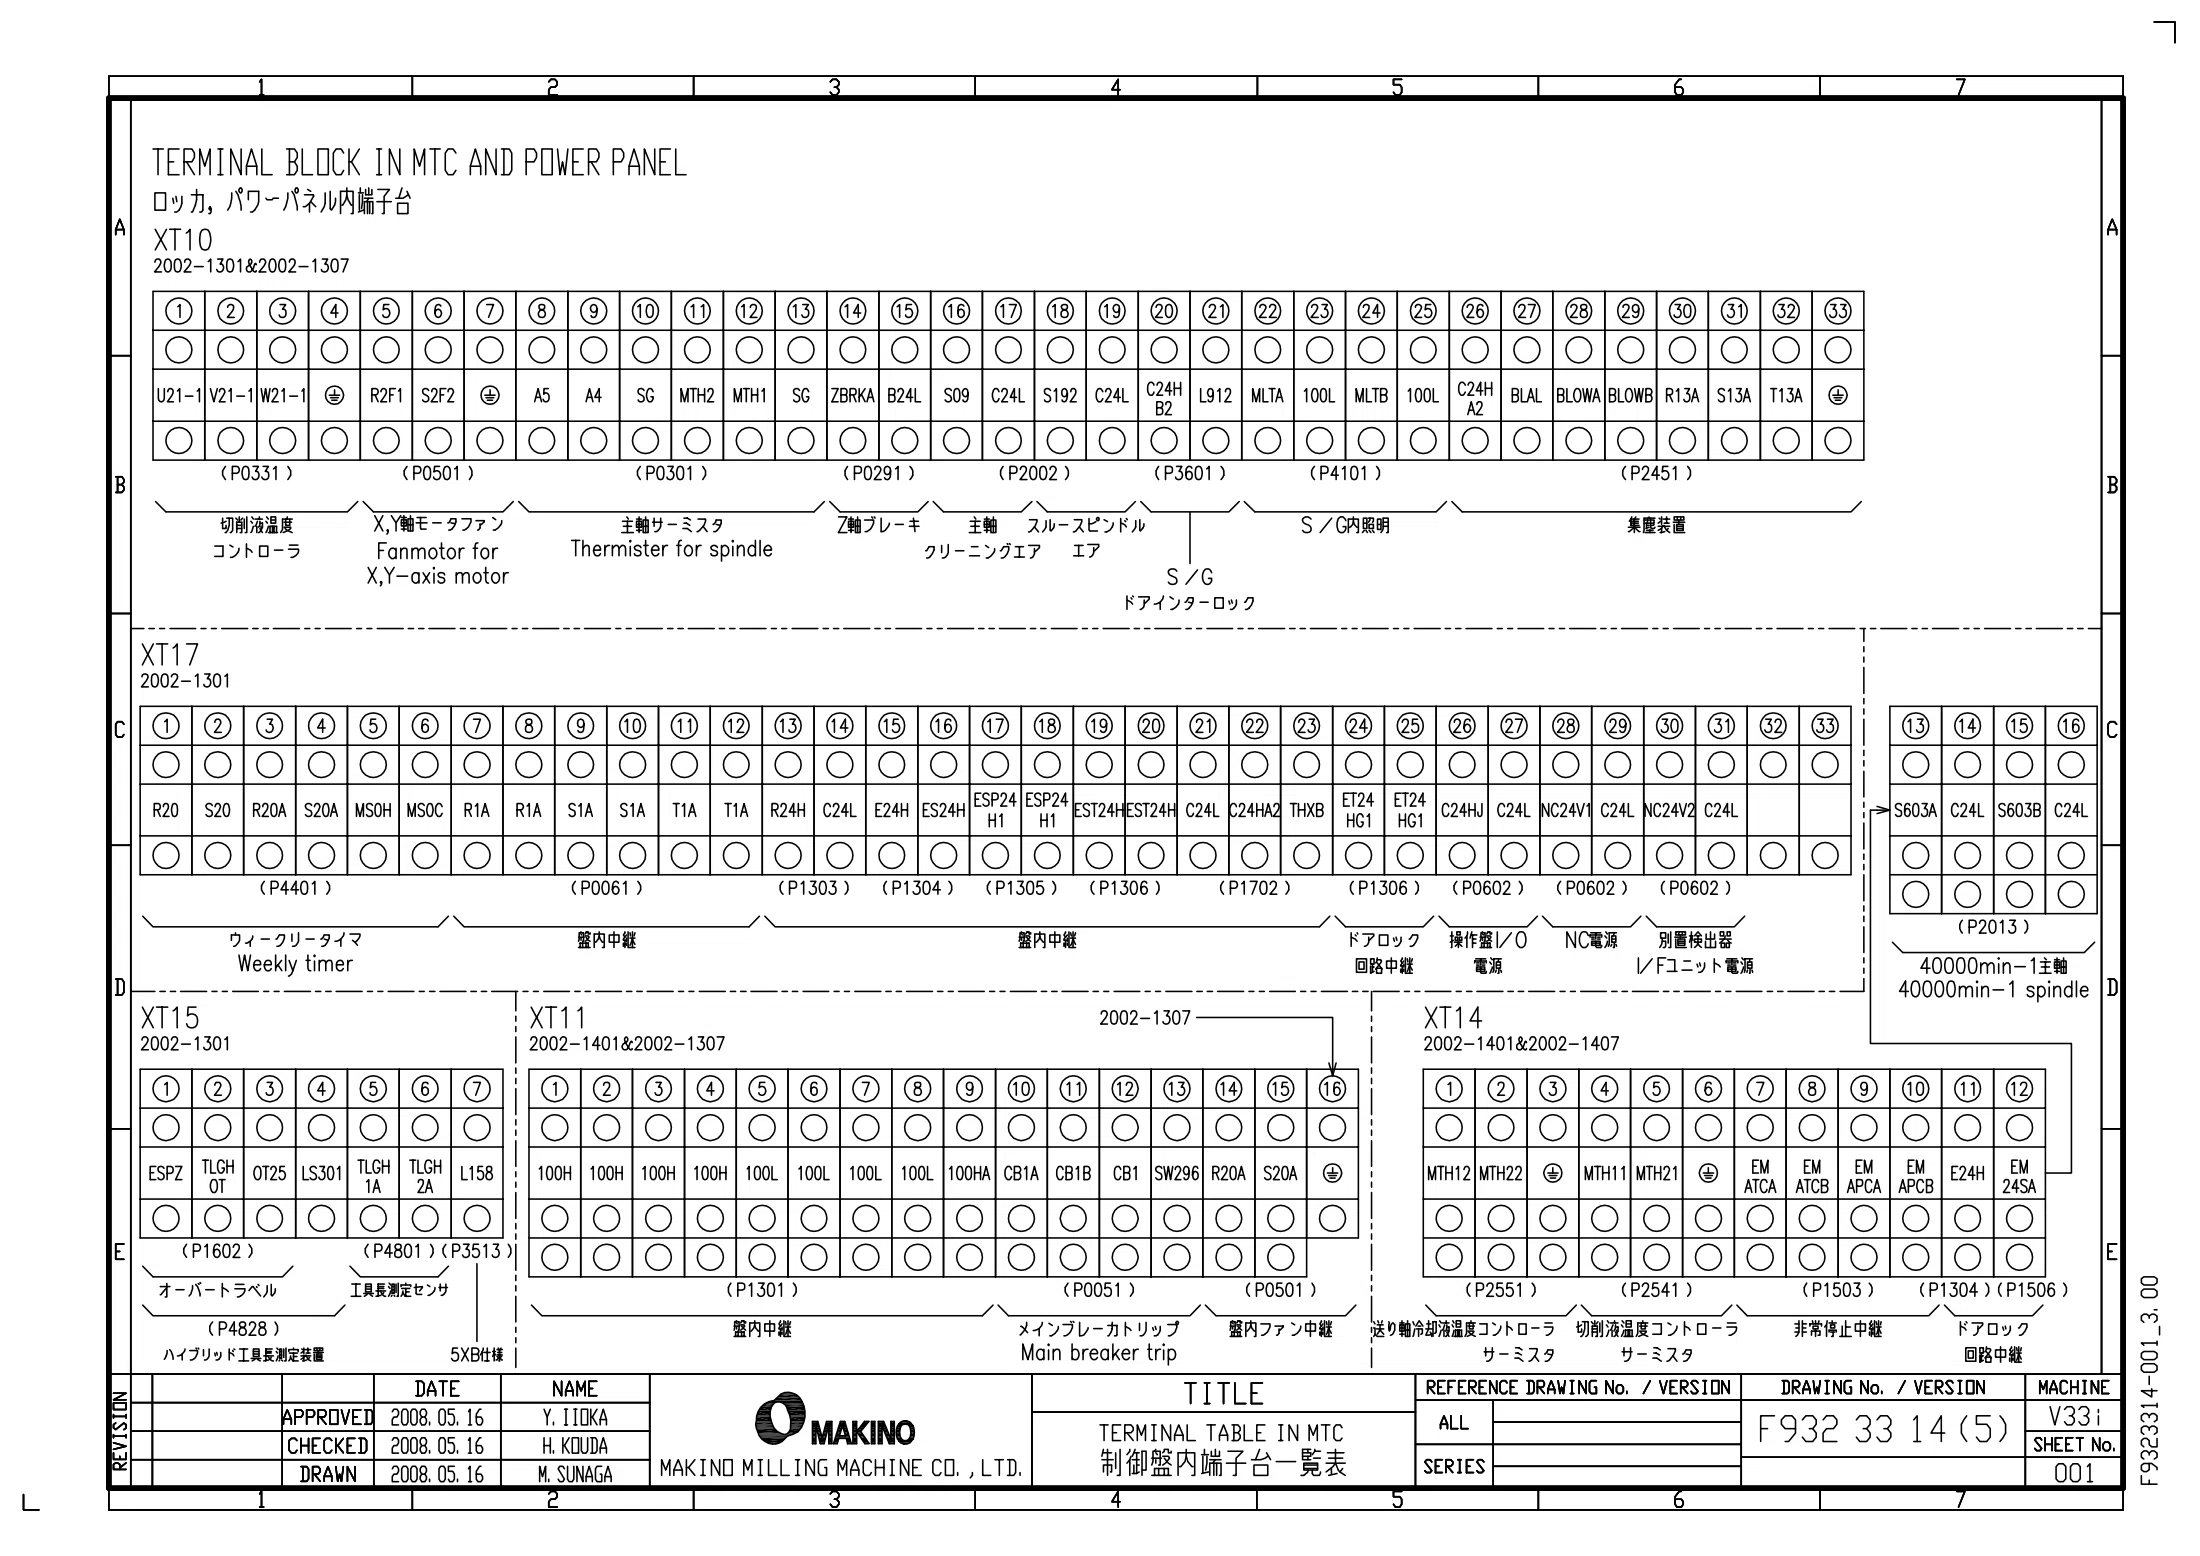 1 2 3 4 5 6 7
TERMINAL BLOCK IN MTC AND POWER PANEL
ロッカ, パワーパネル内端子台
XT10
2002-1301&2002-1307
1 2 3 4 5 6 7 8 9 10 11 12 13 14 15 16 17 18 19 20 21 22 23 24 25 26 27 28 29 30 31 32 33
U21-1 V21-1 W21-1 R2F1 S2F2 A5 A4 SG MTH2 MTH1 SG ZBRKA B24L S09 C24L S192 C24L C24H B2 L912 MLTA 100L MLTB 100L C24H A2 BLAL BLOWA BLOWB R13A S13A T13A
(P0331) (P0501) (P0301) (P0291) (P2002) (P3601) (P4101) (P2451)
切削液温度
コントローラ
X,Y軸モータファン
Fanmotor for
X,Y-axis motor
主軸サーミスタ
Thermister for spindle
Z軸ブレーキ
主軸
クリーニングエア
スルースピンドル
エア
S/G
ドアインターロック
S/G内照明
集塵装置
XT17
2002-1301
1 2 3 4 5 6 7 8 9 10 11 12 13 14 15 16 17 18 19 20 21 22 23 24 25 26 27 28 29 30 31 32 33
R20 S20 R20A S20A MS0H MS0C R1A R1A S1A S1A T1A T1A R24H C24L E24H ES24H ESP24 H1 ESP24 H1 EST24H EST24H C24L C24HA2 THXB ET24 HG1 ET24 HG1 C24HJ C24L NC24V1 C24L NC24V2 C24L
(P4401) (P0061) (P1303) (P1304) (P1305) (P1306) (P1702) (P1306) (P0602) (P0602) (P0602)
ウィークリータイマ
Weekly timer
盤内中継
盤内中継
ドアロック
回路中継
操作盤I/O
電源
NC電源
別置検出器
I/Fユニット電源
13 14 15 16
S603A C24L S603B C24L
(P2013)
40000min-1主軸
40000min-1 spindle
XT15
2002-1301
1 2 3 4 5 6 7
ESPZ TLGH OT OT25 LS301 TLGH 1A TLGH 2A L158
(P1602) (P4801) (P3513)
オーバートラベル
工具長測定センサ
(P4828)
ハイブリッド工具長測定装置
5XB仕様
XT11
2002-1401&2002-1307
2002-1307
1 2 3 4 5 6 7 8 9 10 11 12 13 14 15 16
100H 100H 100H 100H 100L 100L 100L 100L 100HA CB1A CB1B CB1 SW296 R20A S20A
(P1301) (P0051) (P0501)
盤内中継
メインブレーカトリップ
Main breaker trip
盤内ファン中継
XT14
2002-1401&2002-1407
1 2 3 4 5 6 7 8 9 10 11 12
MTH12 MTH22 MTH11 MTH21 EM ATCA EM ATCB EM APCA EM APCB E24H EM 24SA
(P2551) (P2541) (P1503) (P1304) (P1506)
送り軸冷却液温度コントローラ
サーミスタ
切削液温度コントローラ
サーミスタ
非常停止中継
ドアロック
回路中継
A A
B B
C C
D D
E E
REVISION
DATE NAME
APPROVED 2008.05.16 Y. IIOKA
CHECKED 2008.05.16 H. KOUDA
DRAWN 2008.05.16 M. SUNAGA
MAKINO
MAKINO MILLING MACHINE CO.,LTD.
TITLE
TERMINAL TABLE IN MTC
制御盤内端子台一覧表
REFERENCE DRAWING No. / VERSION
ALL
SERIES
DRAWING No. / VERSION
F932 33 14(5)
MACHINE
V33i
SHEET No.
001
1 2 3 4 5 6 7
F9323314-001_3.00